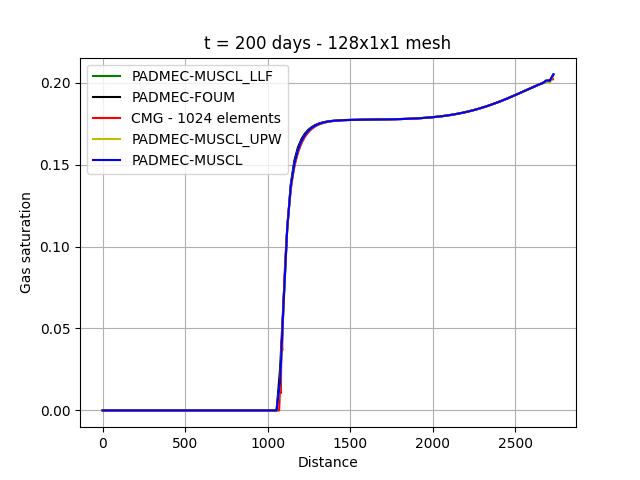 t = 200 days - 128x1x1 mesh
PADMEC-MUSCL_LLF
PADMEC-FOUM
CMG - 1024 elements
PADMEC-MUSCL_UPW
PADMEC-MUSCL
0.20
0.15
0.10
0.05
0.00
Gas saturation
0 500 1000 1500 2000 2500
Distance